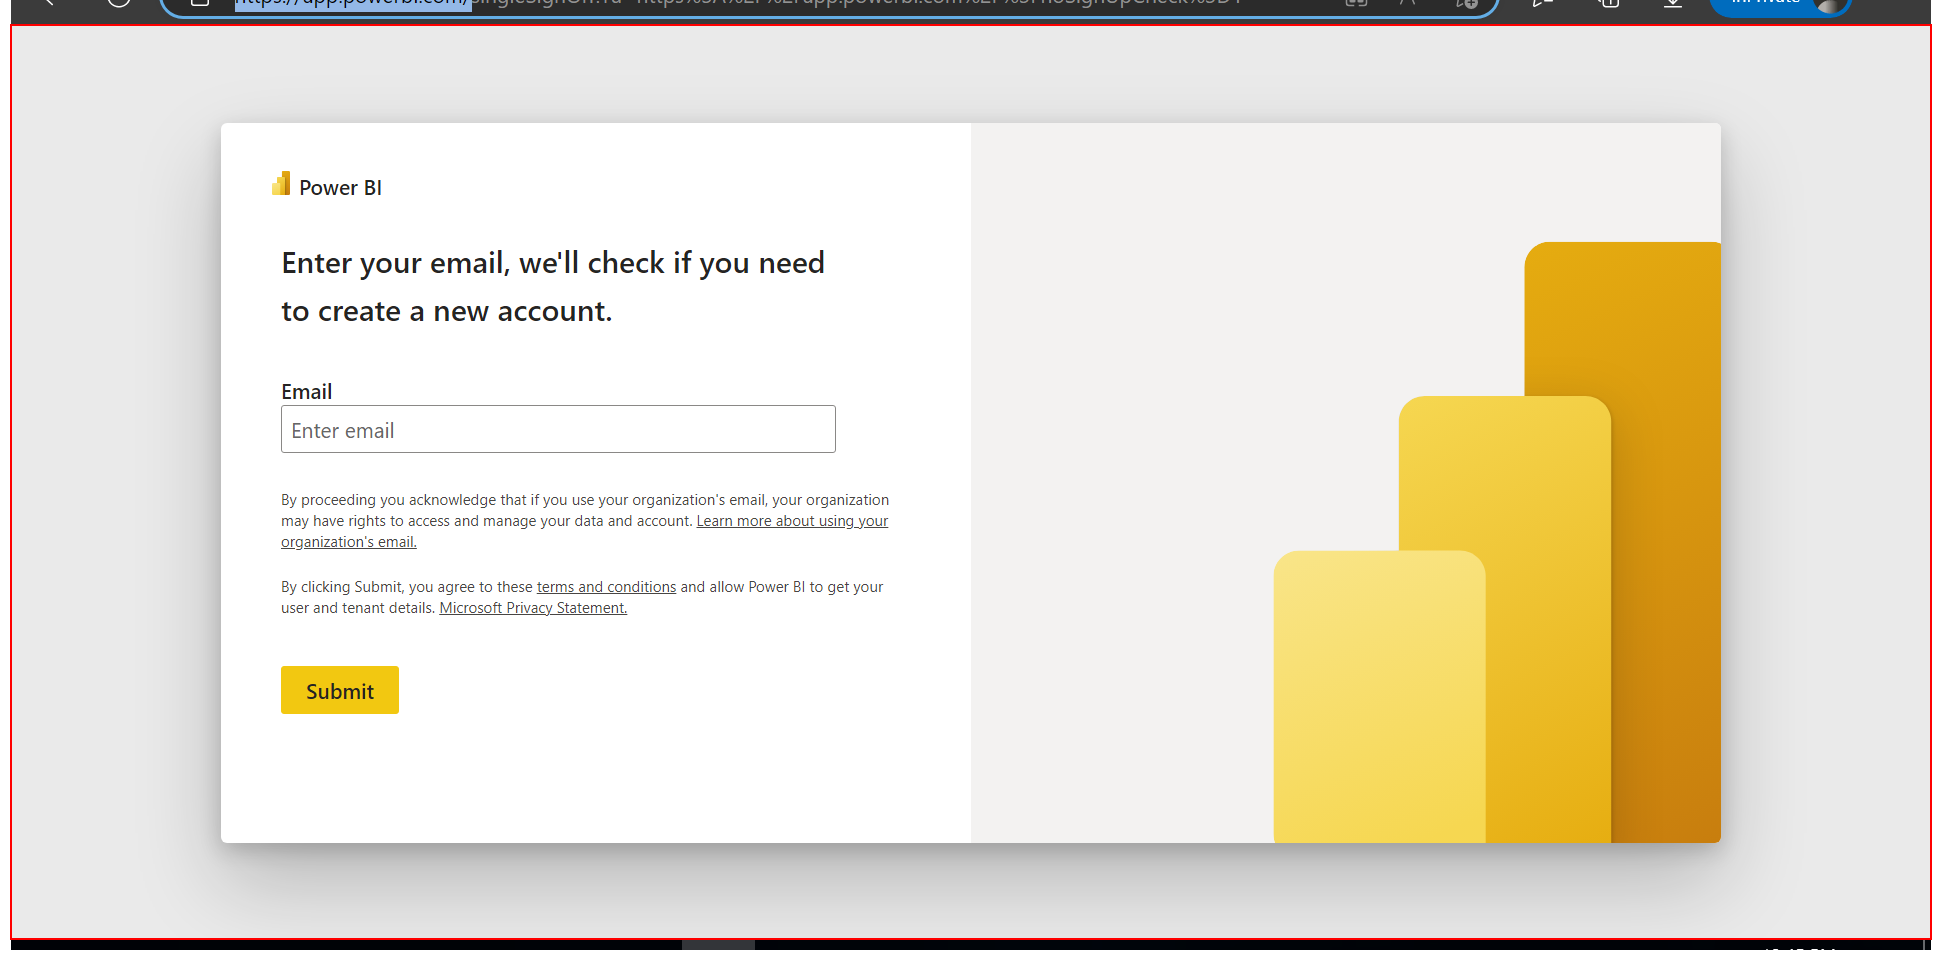 Power BI
Enter your email, we'll check if you need
to create a new account.
Email
Enter email
By proceeding you acknowledge that if you use your organization's email, your organization
may have rights to access and manage your data and account. Learn more about using your
organization's email.
By clicking Submit, you agree to these terms and conditions and allow Power BI to get your
user and tenant details. Microsoft Privacy Statement.
Submit